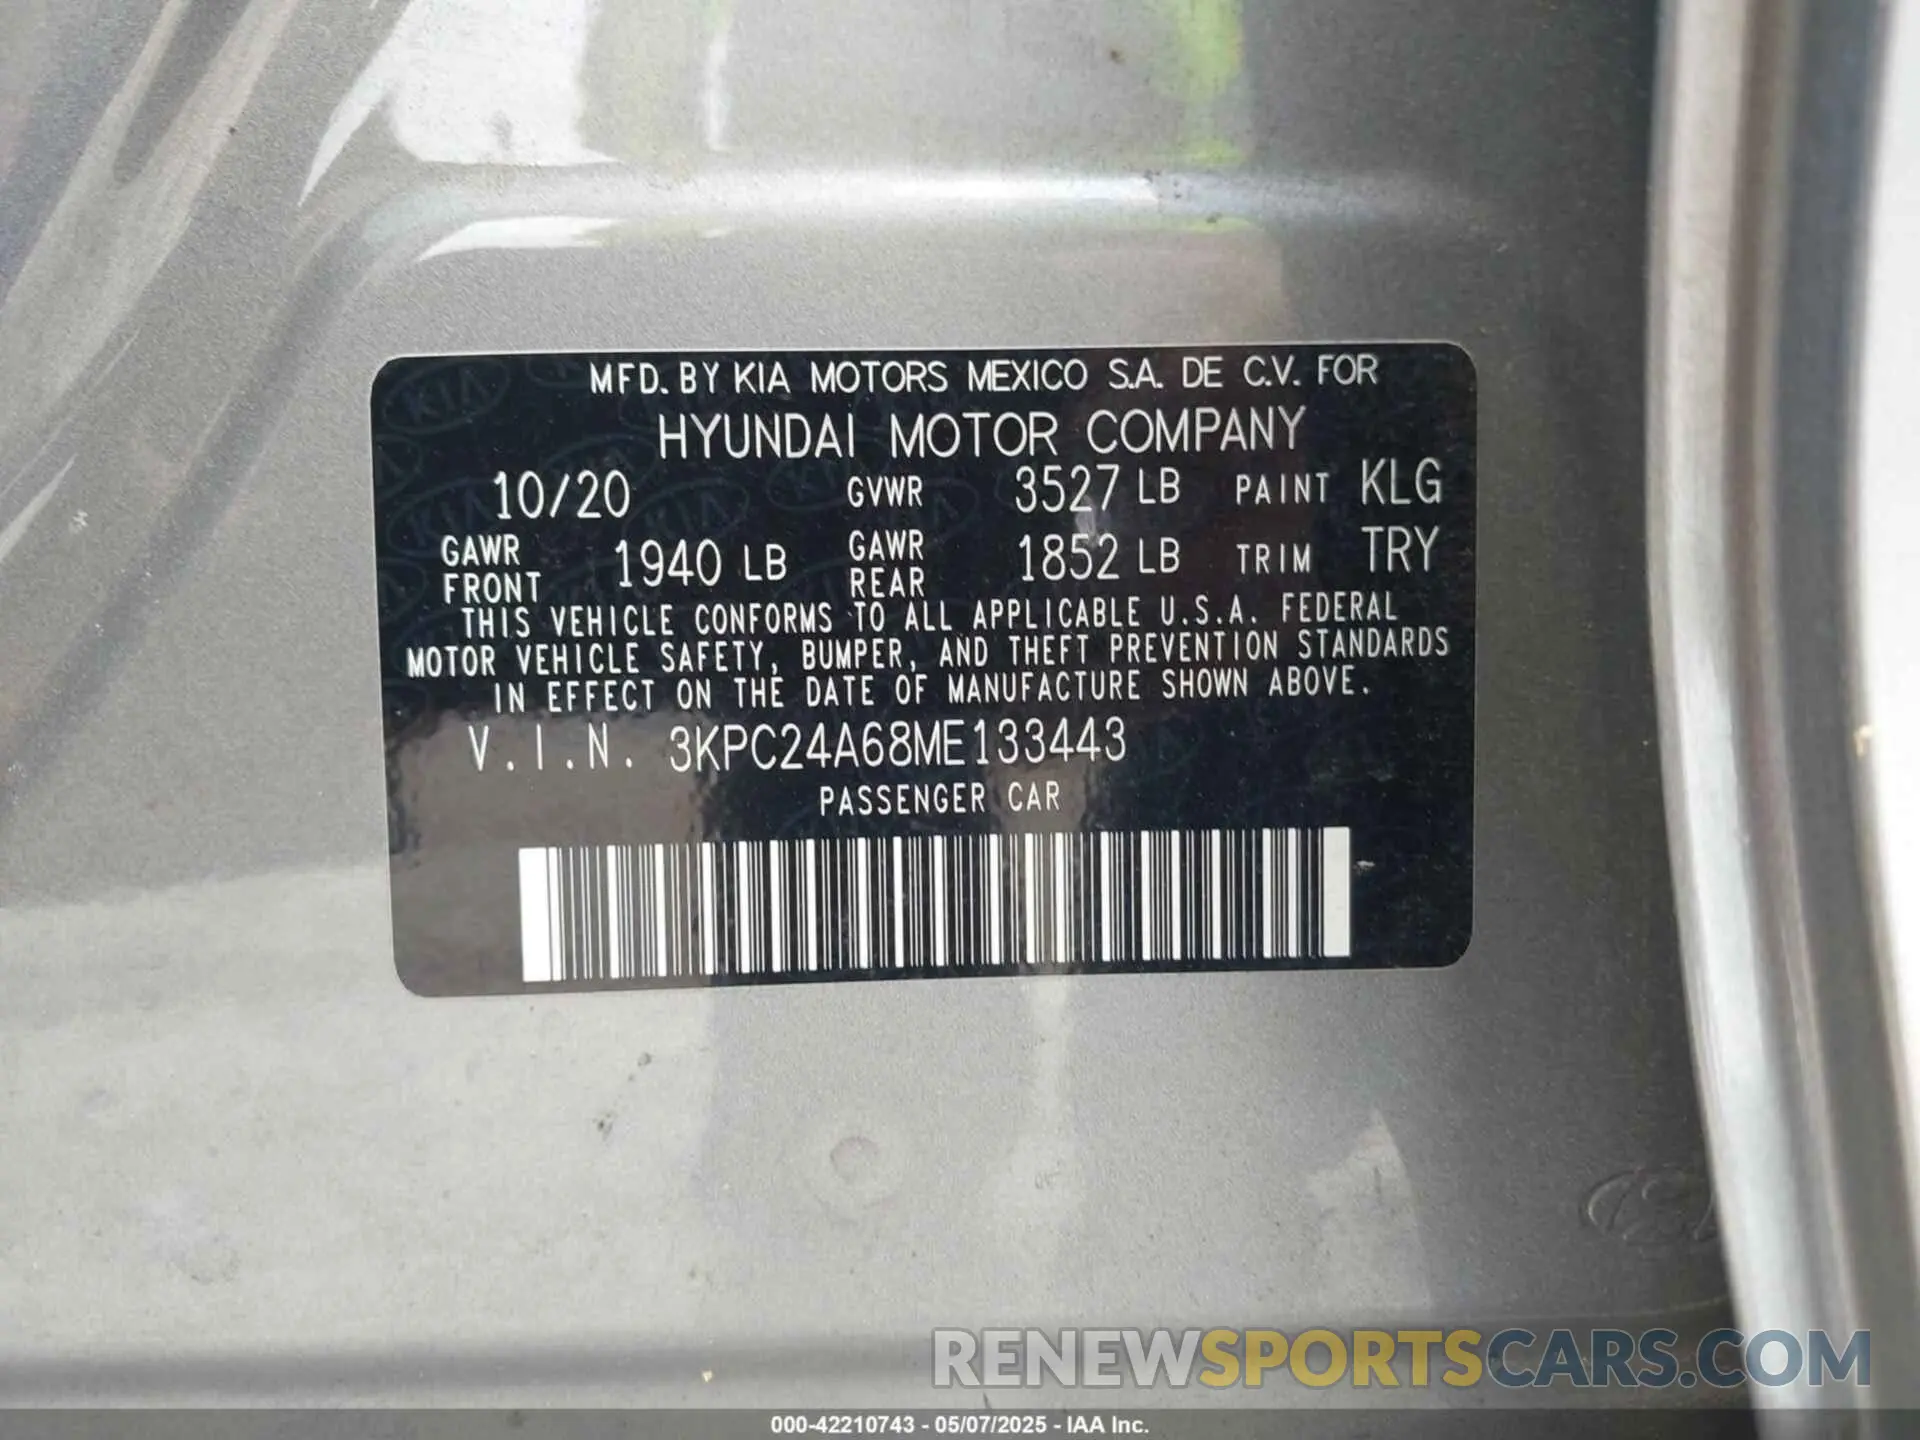 MFD. BY KIA MOTORS MEXICO S.A. DE C.V. FOR
HYUNDAI MOTOR COMPANY
10/20 GVWR 3527 LB PAINT KLG
GAWR FRONT 1940 LB GAWR REAR 1852 LB TRIM TRY
THIS VEHICLE CONFORMS TO ALL APPLICABLE U.S.A. FEDERAL
MOTOR VEHICLE SAFETY, BUMPER, AND THEFT PREVENTION STANDARDS
IN EFFECT ON THE DATE OF MANUFACTURE SHOWN ABOVE.
V.I.N. 3KPC24A68ME133443
PASSENGER CAR
RENEWSPORTSCARS.COM
000-42210743 - 05/07/2025 - IAA Inc.